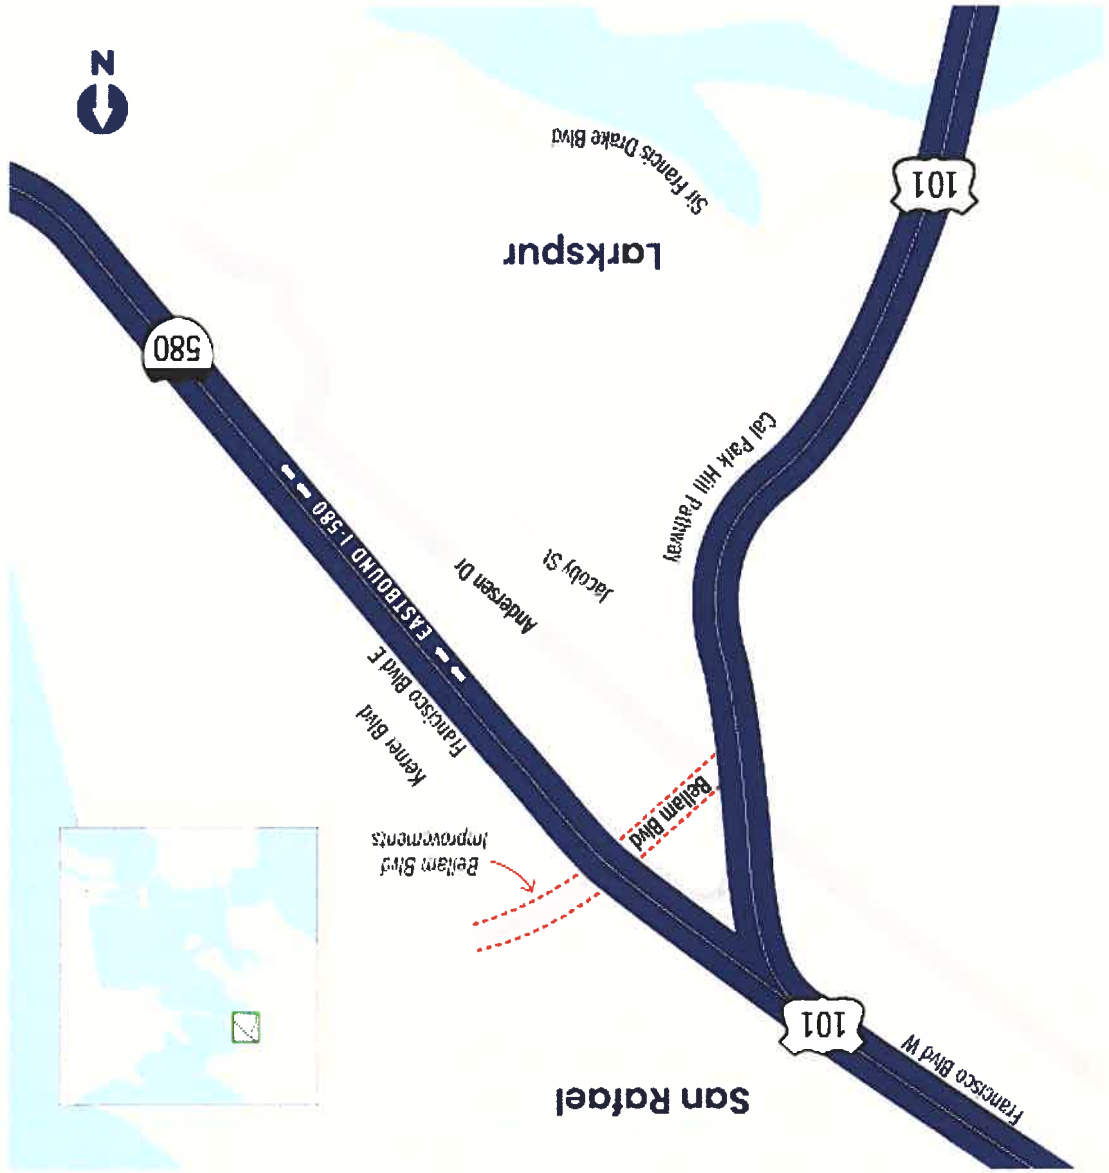 Francisco Blvd W
101
San Rafael
Bellam Blvd
Improvements
Bellam Blvd
Kerner Blvd
Francisco Blvd E
EASTBOUND I-580
Andersen Dr
Jacoby St
Cal Park Hill Pathway
580
Larkspur
Sir Francis Drake Blvd
101
N